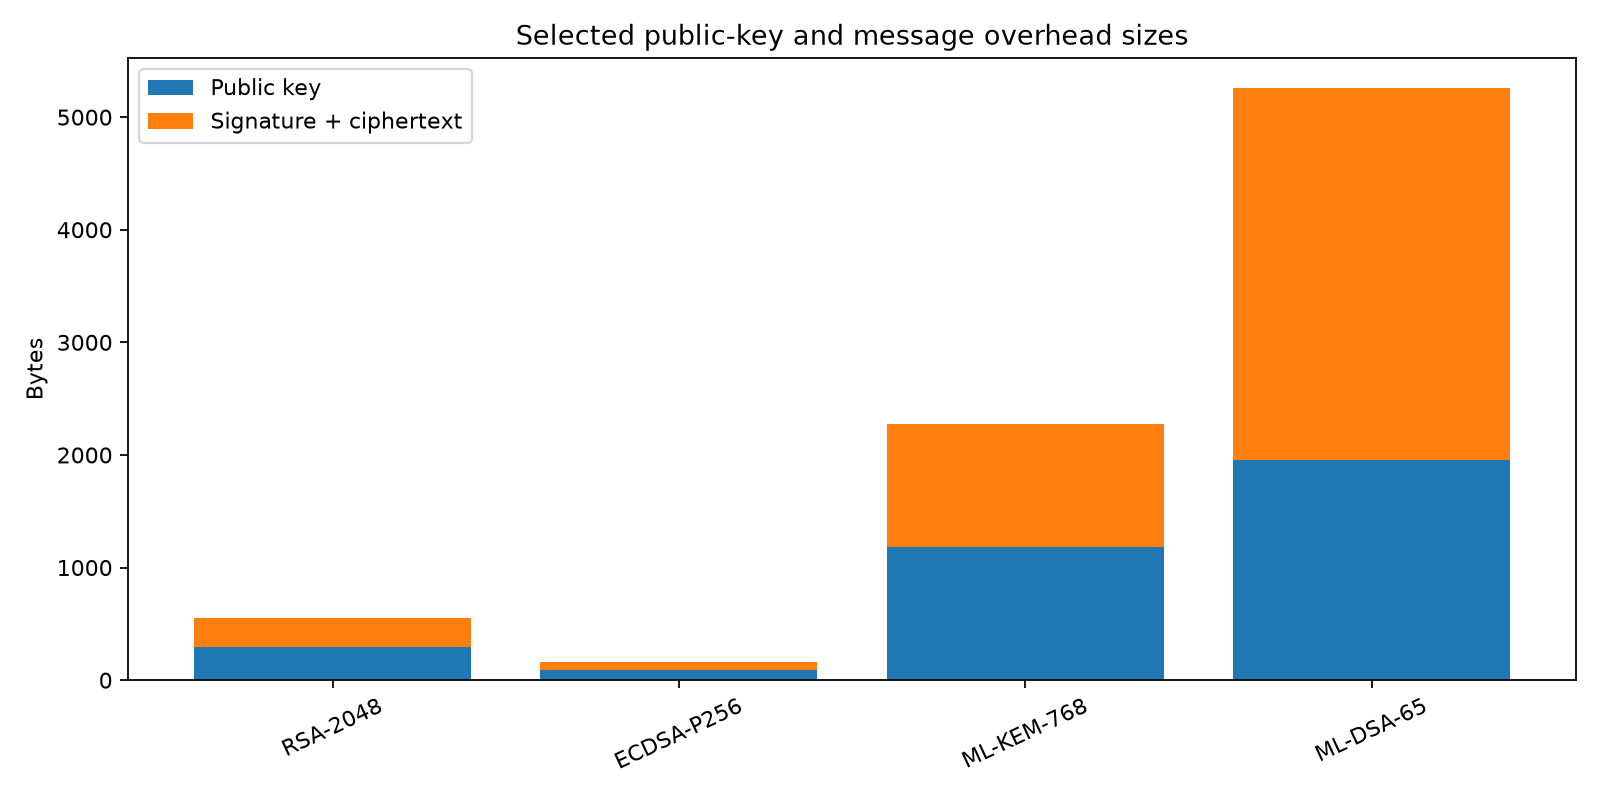 Selected public-key and message overhead sizes
Public key
Signature + ciphertext
5000
4000
3000
2000
1000
0
Bytes
RSA-2048
ECDSA-P256
ML-KEM-768
ML-DSA-65